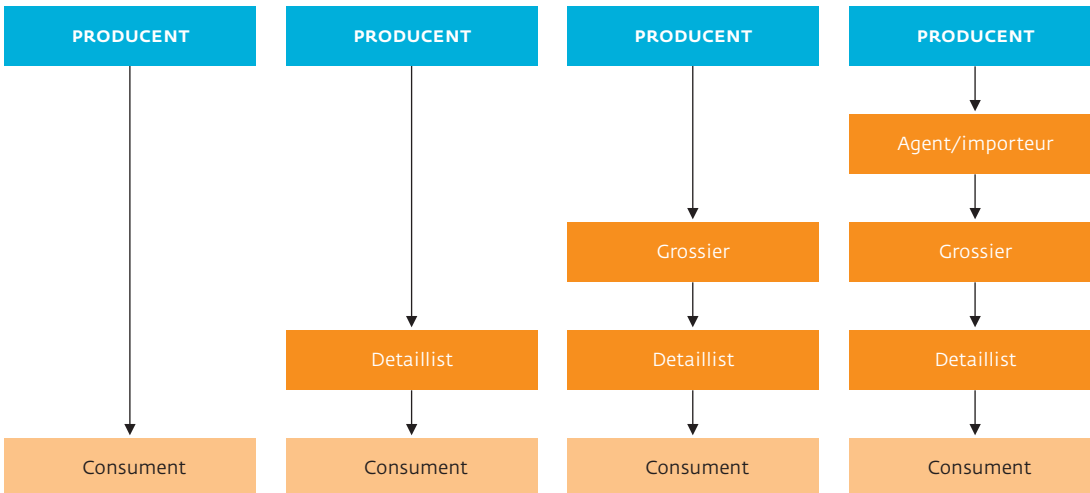 PRODUCENT
PRODUCENT
PRODUCENT
PRODUCENT
Agent/importeur
Grossier
Grossier
Detaillist
Detaillist
Detaillist
Consument
Consument
Consument
Consument